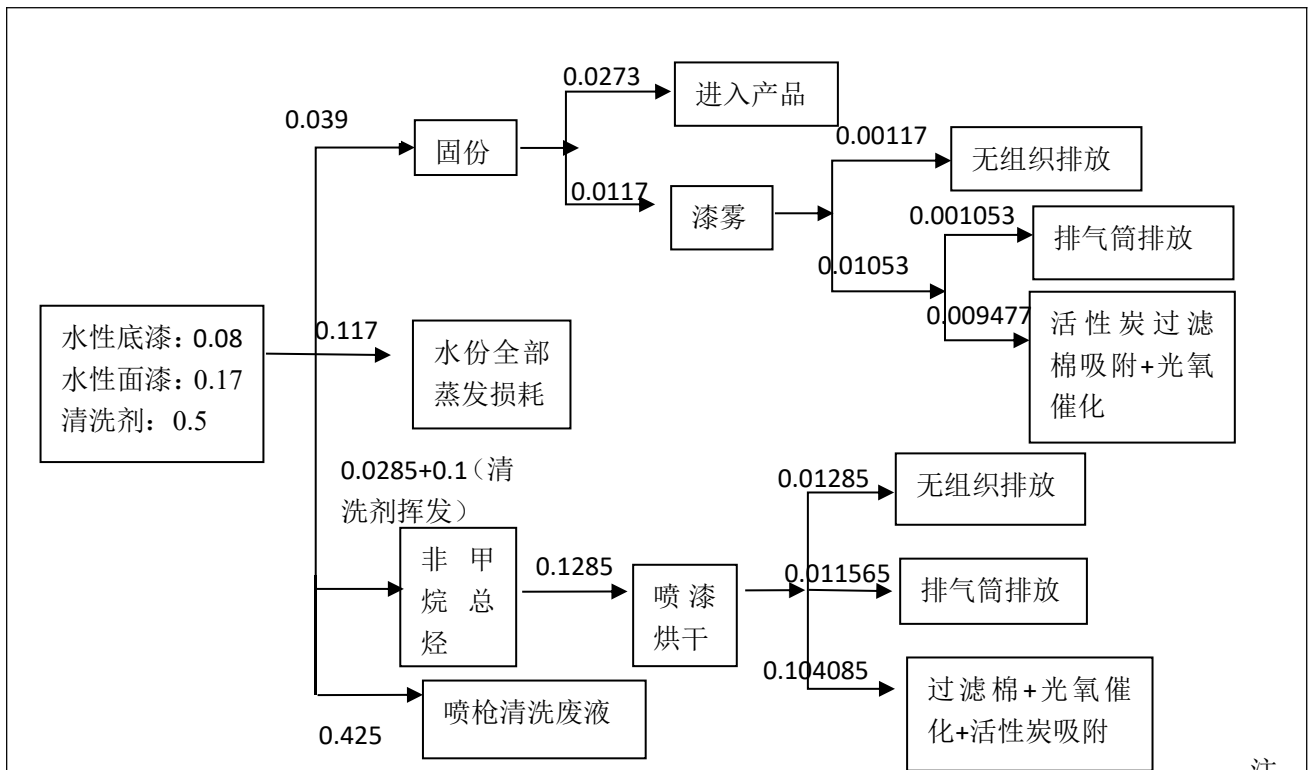 0.0273
进入产品
0.039
固份
0.00117
无组织排放
0.0117
漆雾
0.001053
排气筒排放
0.01053
0.009477
活性炭过滤
棉吸附+光氧
催化
水性底漆：0.08
水性面漆：0.17
清洗剂：0.5
0.117
水份全部
蒸发损耗
0.0285+0.1（清
洗剂挥发）
0.01285
无组织排放
非甲
烷总
烃
0.1285
喷漆
烘干
0.011565
排气筒排放
0.104085
过滤棉+光氧催
化+活性炭吸附
喷枪清洗废液
0.425
注